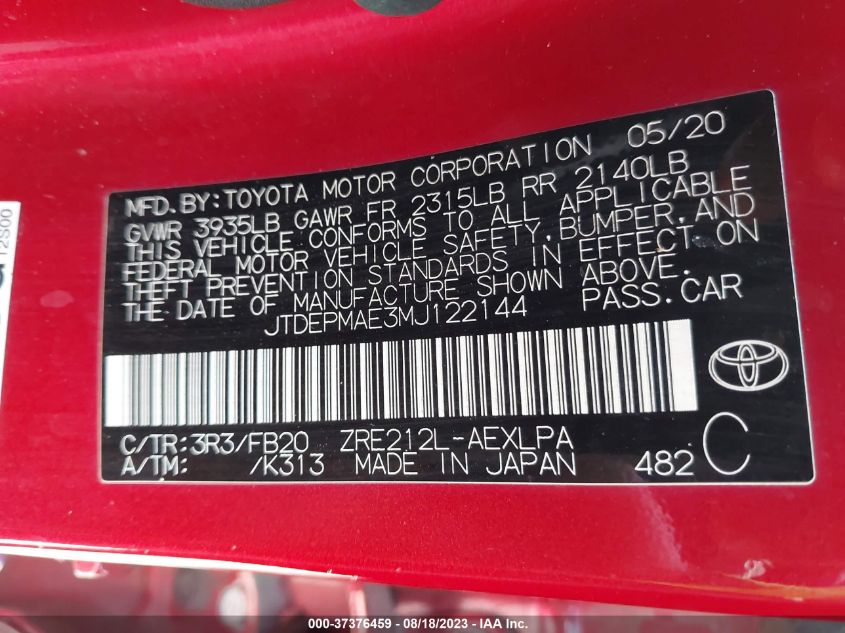 MFD. BY: TOYOTA MOTOR CORPORATION 05/20
GVWR 3935LB GAWR FR 2315LB RR 2140LB
THIS VEHICLE CONFORMS TO ALL APPLICABLE
FEDERAL MOTOR VEHICLE SAFETY, BUMPER, AND
THEFT PREVENTION STANDARDS IN EFFECT ON
THE DATE OF MANUFACTURE SHOWN ABOVE.
JTDEPMAE3MJ122144 PASS. CAR
C/TR: 3R3/FB20 ZRE212L-AEXLPA
A/TM: /K313 MADE IN JAPAN 482 C
12S00
000-37376459 - 08/18/2023 - IAAI.com